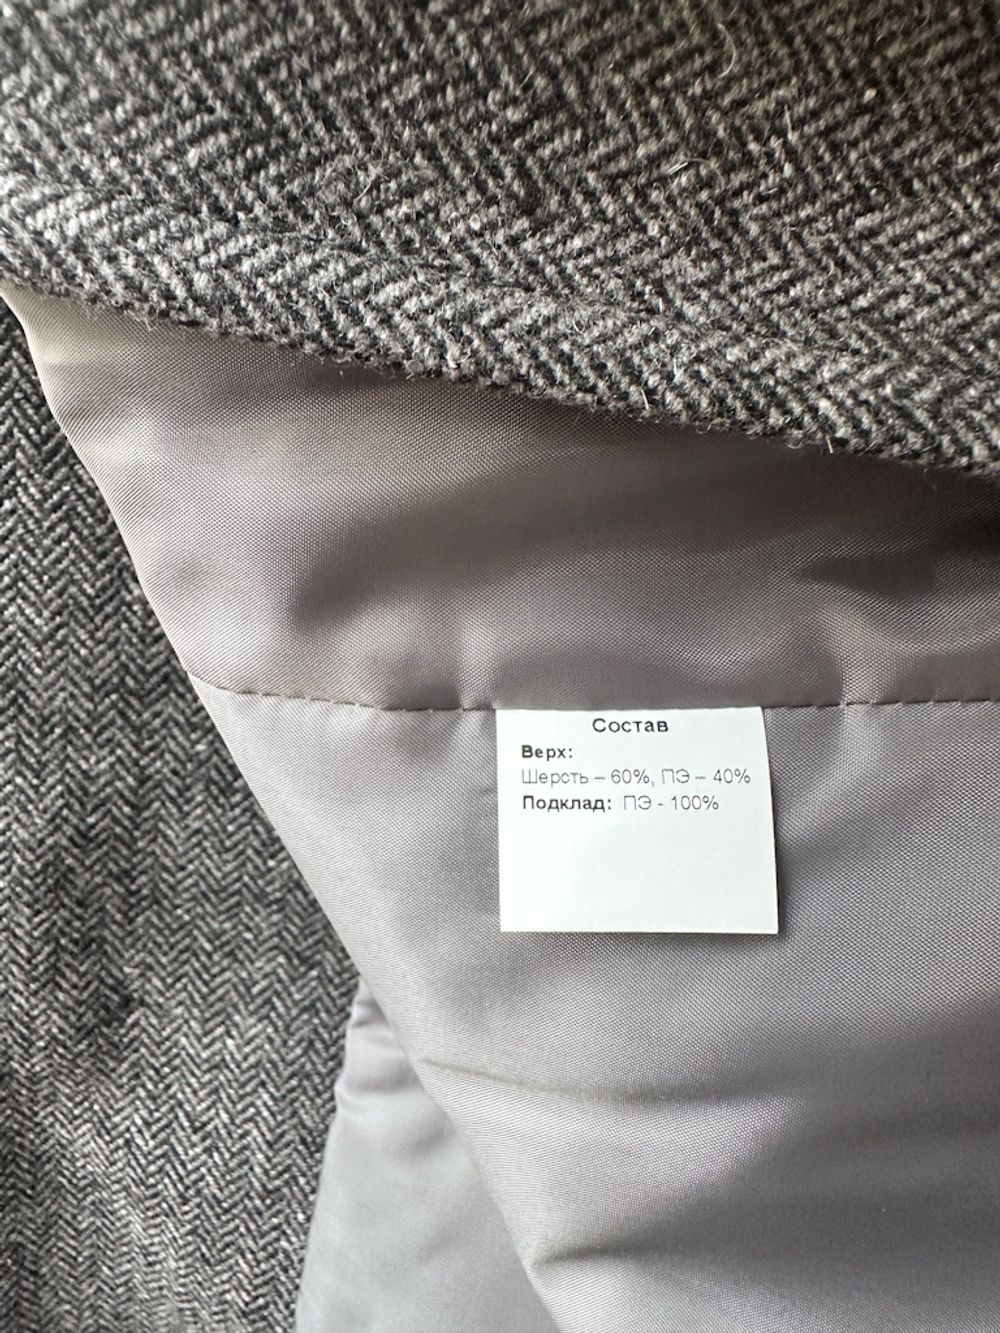 Состав
Верх:
Шерсть – 60%, ПЭ – 40%
Подклад: ПЭ - 100%